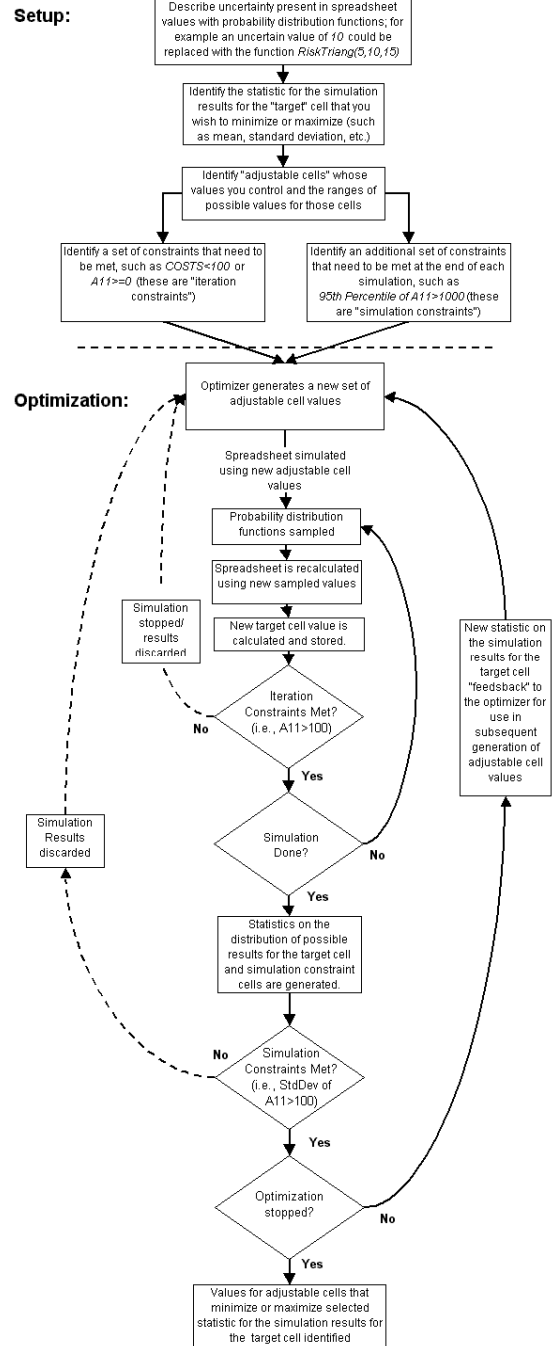 Setup:
Describe uncertainty present in spreadsheet
values with probability distribution functions; for
example an uncertain value of 10 could be
replaced with the function RiskTriang(5,10,15)
Identify the statistic for the simulation
results for the "target" cell that you
wish to minimize or maximize (such
as mean, standard deviation, etc.)
Identify "adjustable cells" whose
values you control and the ranges of
possible values for those cells
Identify a set of constraints that need to
be met, such as COSTS<100 or
A11>=0 (these are "iteration
constraints")
Identify an additional set of constraints
that need to be met at the end of each
simulation, such as
95th Percentile of A11>1000 (these
are "simulation constraints")
Optimization:
Optimizer generates a new set of
adjustable cell values
Spreadsheet simulated
using new adjustable cell
values
Probability distribution
functions sampled
Spreadsheet is recalculated
using new sampled values
New target cell value is
calculated and stored.
Simulation
stopped/
results
discarded
Iteration
Constraints Met?
(i.e., A11>100)
No
Yes
New statistic on
the simulation
results for the
target cell
"feedsback" to
the optimizer for
use in
subsequent
generation of
adjustable cell
values
Simulation
Results
discarded
Simulation
Done?
No
Yes
Statistics on the
distribution of possible
results for the target cell
and simulation constraint
cells are generated.
No
Simulation
Constraints Met?
(i.e., StdDev of
A11>100)
Yes
Optimization
stopped?
No
Yes
Values for adjustable cells that
minimize or maximize selected
statistic for the simulation results for
the target cell identified